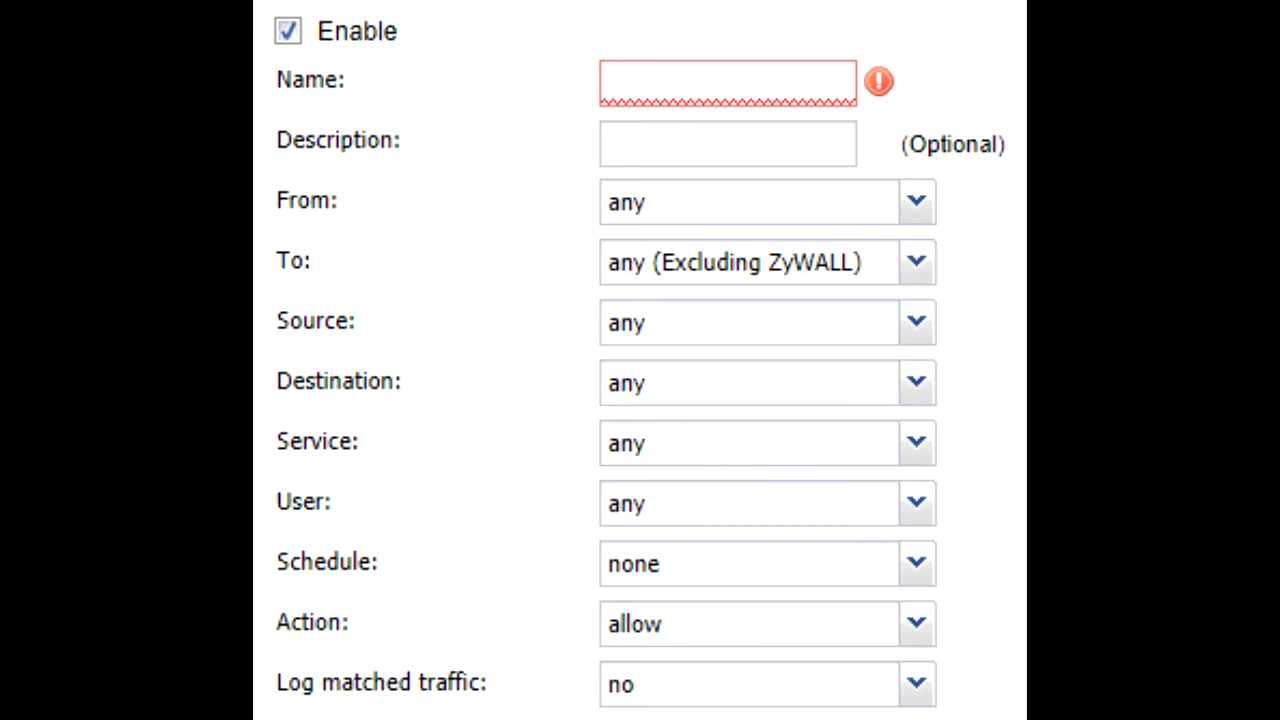 Enable
Name:
Description: (Optional)
From: any
To: any (Excluding ZyWALL)
Source: any
Destination: any
Service: any
User: any
Schedule: none
Action: allow
Log matched traffic: no